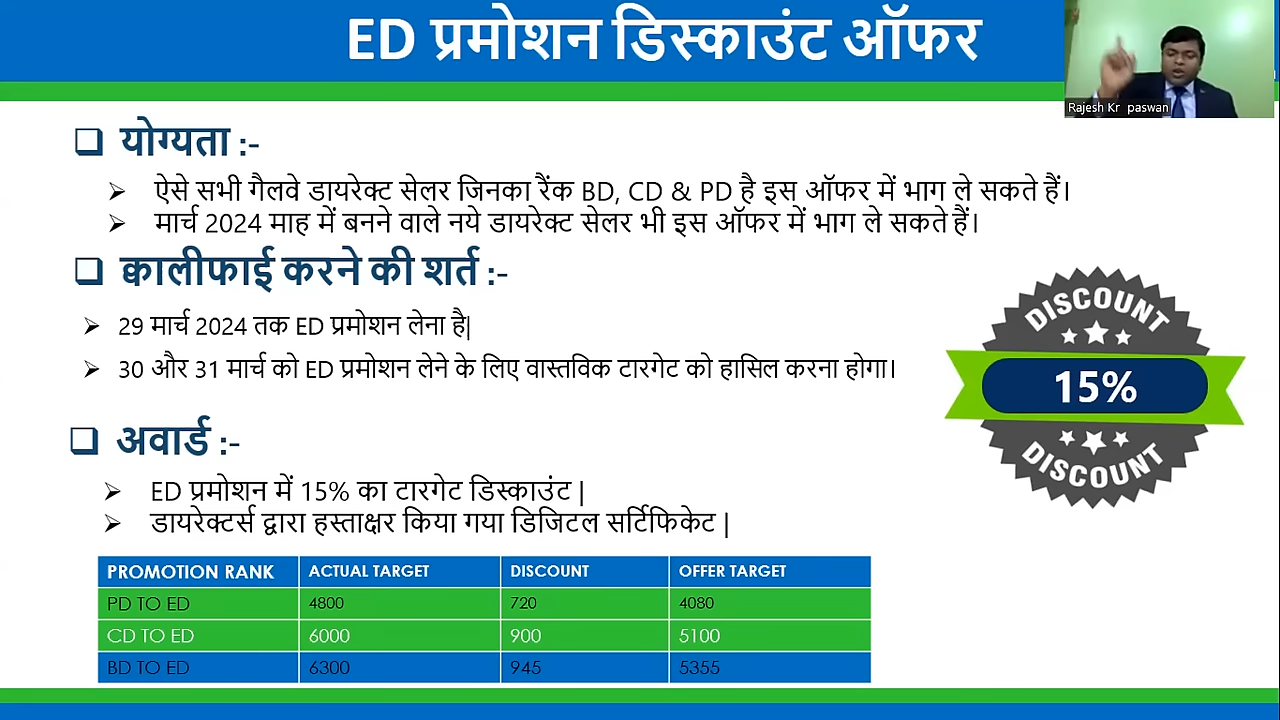 ED प्रमोशन डिस्काउंट ऑफर
Rajesh Kr paswan
❑ योग्यता :-
➢ ऐसे सभी गैलवे डायरेक्ट सेलर जिनका रैंक BD, CD & PD है इस ऑफर में भाग ले सकते हैं।
➢ मार्च 2024 माह में बनने वाले नये डायरेक्ट सेलर भी इस ऑफर में भाग ले सकते हैं।
❑ क्वालीफाई करने की शर्त :-
➢ 29 मार्च 2024 तक ED प्रमोशन लेना है|
➢ 30 और 31 मार्च को ED प्रमोशन लेने के लिए वास्तविक टारगेट को हासिल करना होगा।
DISCOUNT
15%
DISCOUNT
❑ अवार्ड :-
➢ ED प्रमोशन में 15% का टारगेट डिस्काउंट |
➢ डायरेक्टर्स द्वारा हस्ताक्षर किया गया डिजिटल सर्टिफिकेट |
PROMOTION RANK ACTUAL TARGET DISCOUNT OFFER TARGET
PD TO ED 4800 720 4080
CD TO ED 6000 900 5100
BD TO ED 6300 945 5355